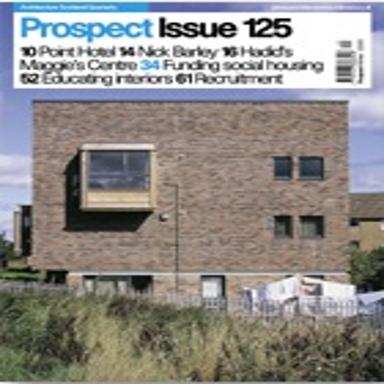 Architecture Scotland Quarterly
Prospect Issue 125
10 Point Hotel 14 Nick Barley 16 Hadid's
Maggie's Centre 34 Funding social housing
52 Educating interiors 61 Recruitment